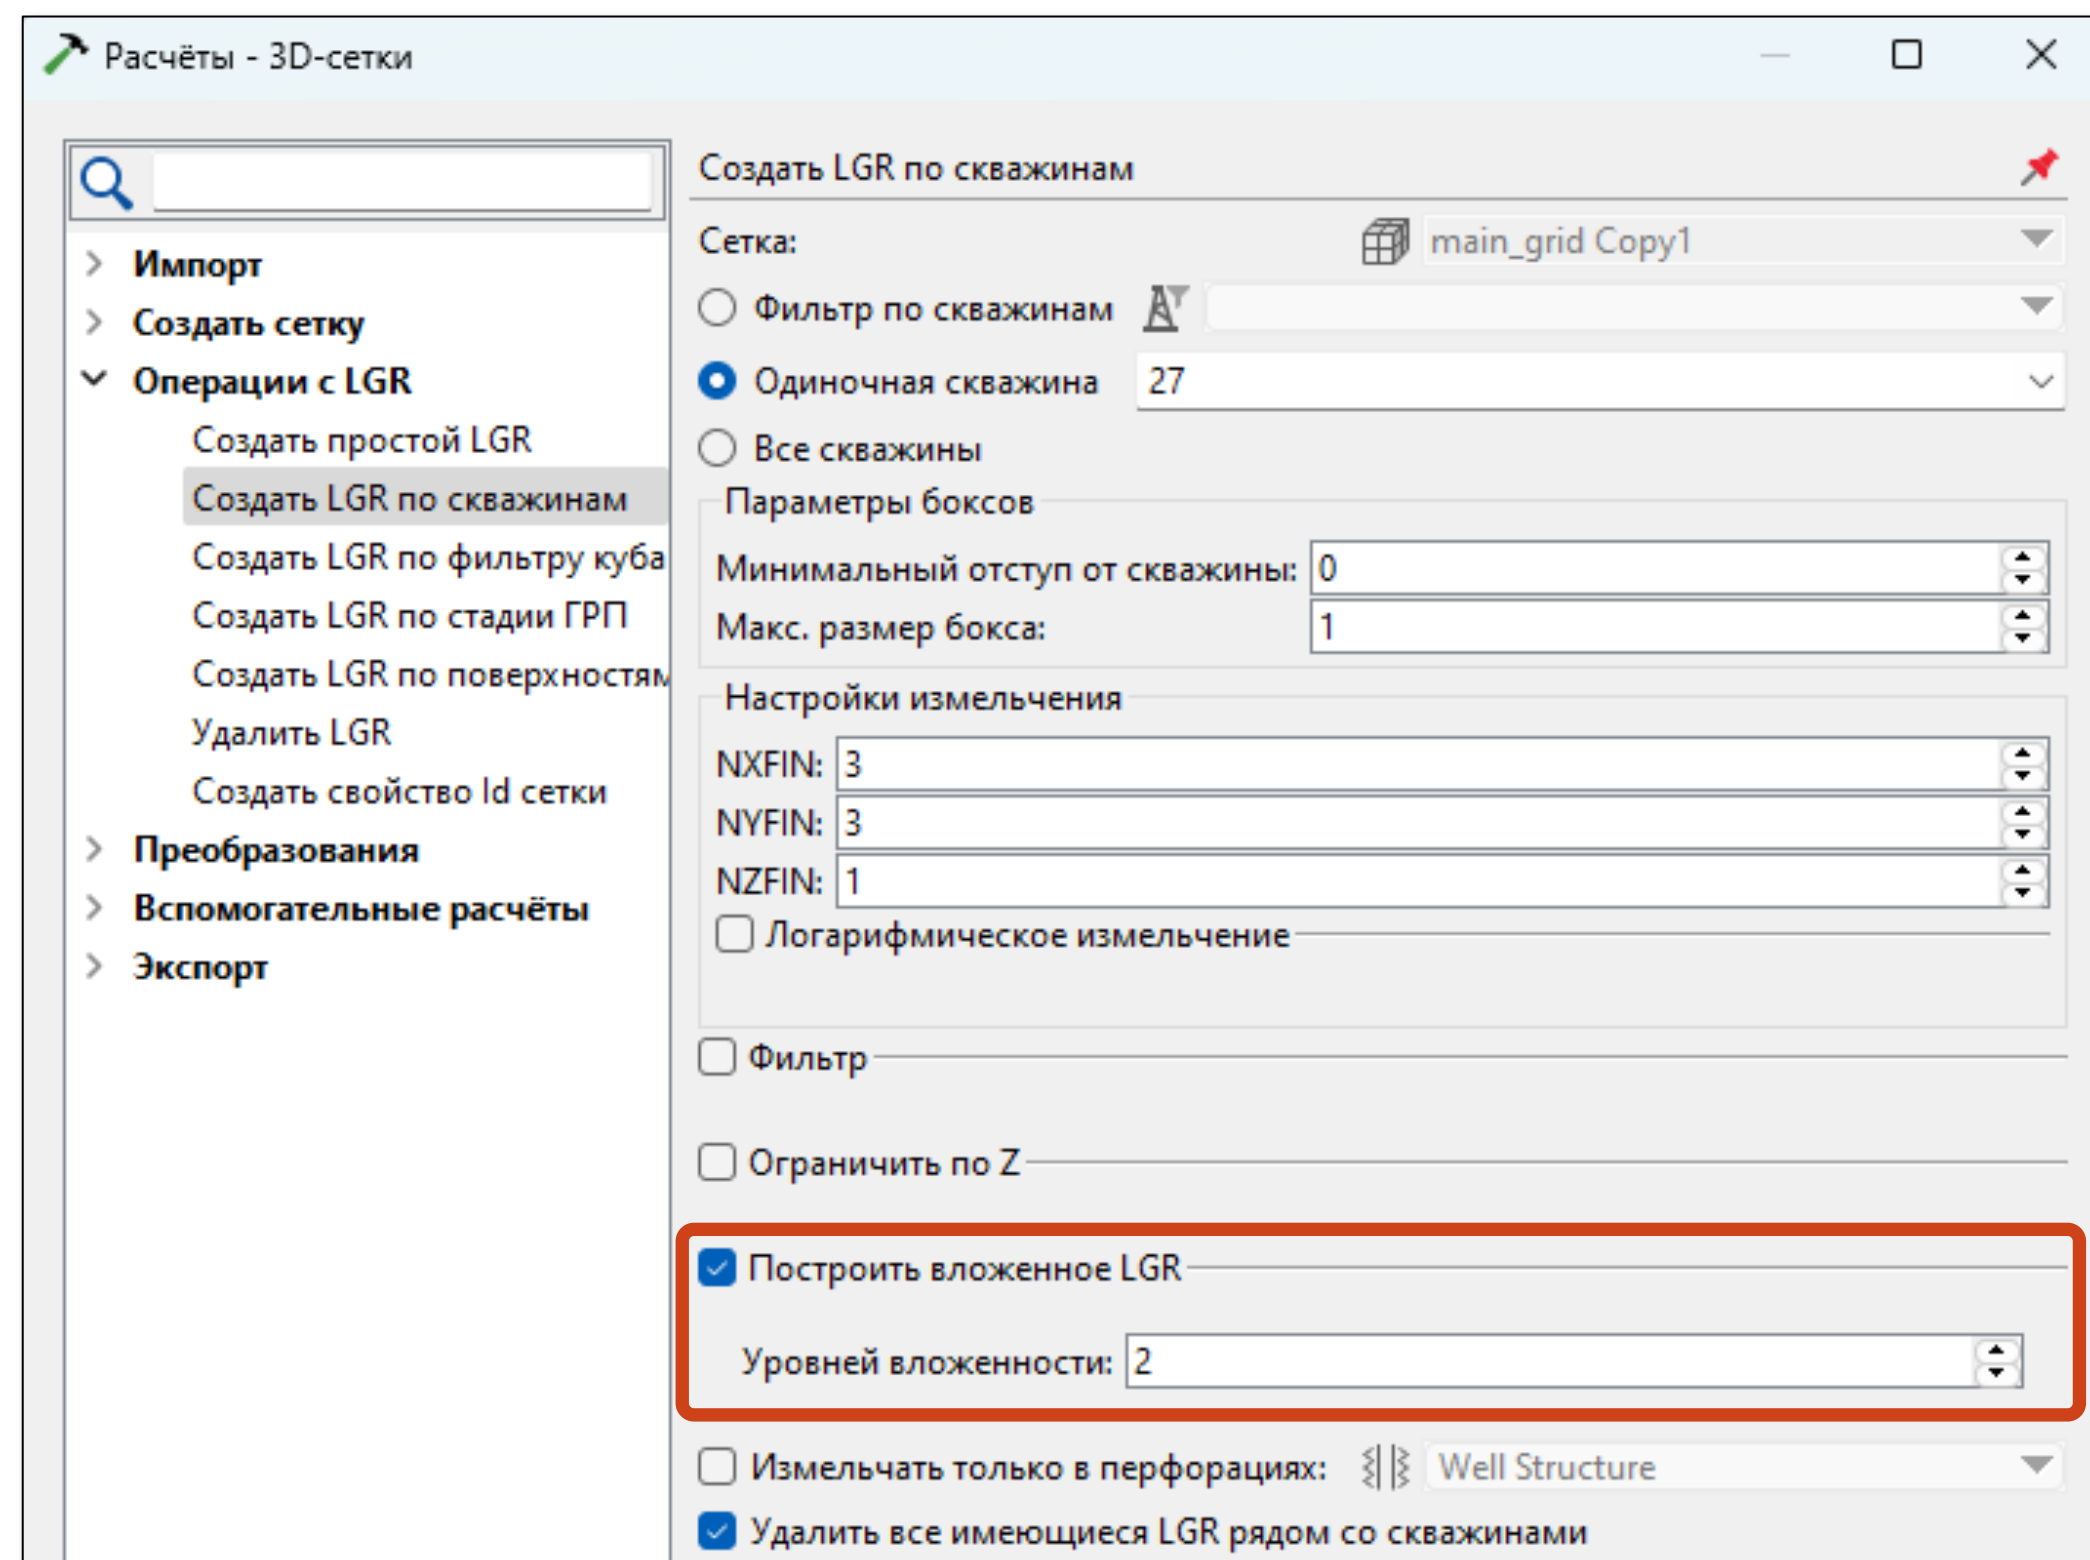 Расчёты - 3D-сетки
Импорт
Создать сетку
Операции с LGR
Создать простой LGR
Создать LGR по скважинам
Создать LGR по фильтру куба
Создать LGR по стадии ГРП
Создать LGR по поверхностям
Удалить LGR
Создать свойство Id сетки
Преобразования
Вспомогательные расчёты
Экспорт
Создать LGR по скважинам
Сетка: main_grid Copy1
Фильтр по скважинам
Одиночная скважина 27
Все скважины
Параметры боксов
Минимальный отступ от скважины: 0
Макс. размер бокса: 1
Настройки измельчения
NXFIN: 3
NYFIN: 3
NZFIN: 1
Логарифмическое измельчение
Фильтр
Ограничить по Z
Построить вложенное LGR
Уровней вложенности: 2
Измельчать только в перфорациях: Well Structure
Удалить все имеющиеся LGR рядом со скважинами